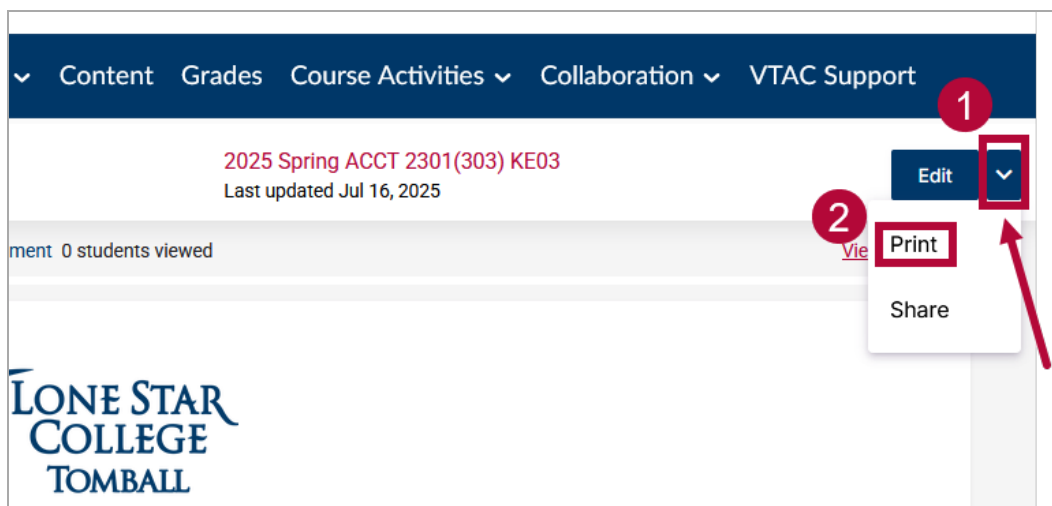 Content Grades Course Activities Collaboration VTAC Support
1
2025 Spring ACCT 2301(303) KE03
Last updated Jul 16, 2025
Edit
2
Print
ment 0 students viewed
Vie
Share
LONE STAR
COLLEGE
TOMBALL